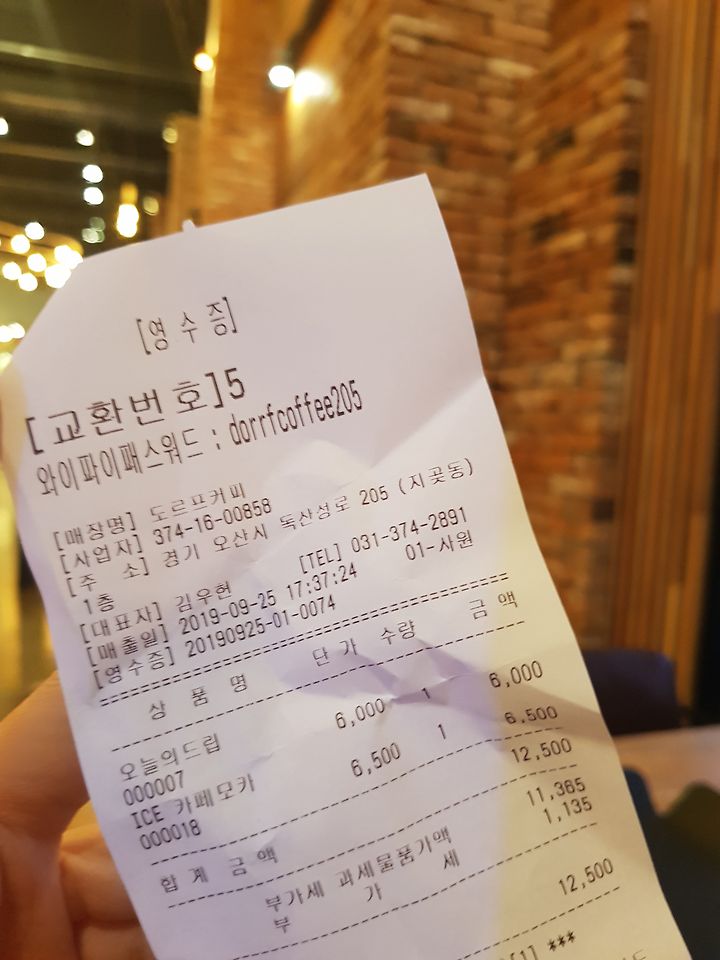 [영 수 증]
[교환번호]5
와이파이패스워드 : dorrfcoffee205
[매장명] 도르프커피
[사업자] 374-16-00858
[주 소] 경기 오산시 독산성로 205 (지곶동)
1층
[대표자] 김우현 [TEL] 031-374-2891
[매출일] 2019-09-25 17:37:24 01-사원
[영수증] 20190925-01-0074
상 품 명 단 가 수량 금 액
오늘의드립 6,000 1 6,000
000007
ICE 카페모카 6,500 1 6,500
000018
합 계 금 액 12,500
부가세 과세물품가액 11,365
부 가 세 1,135
12,500
[1] ***